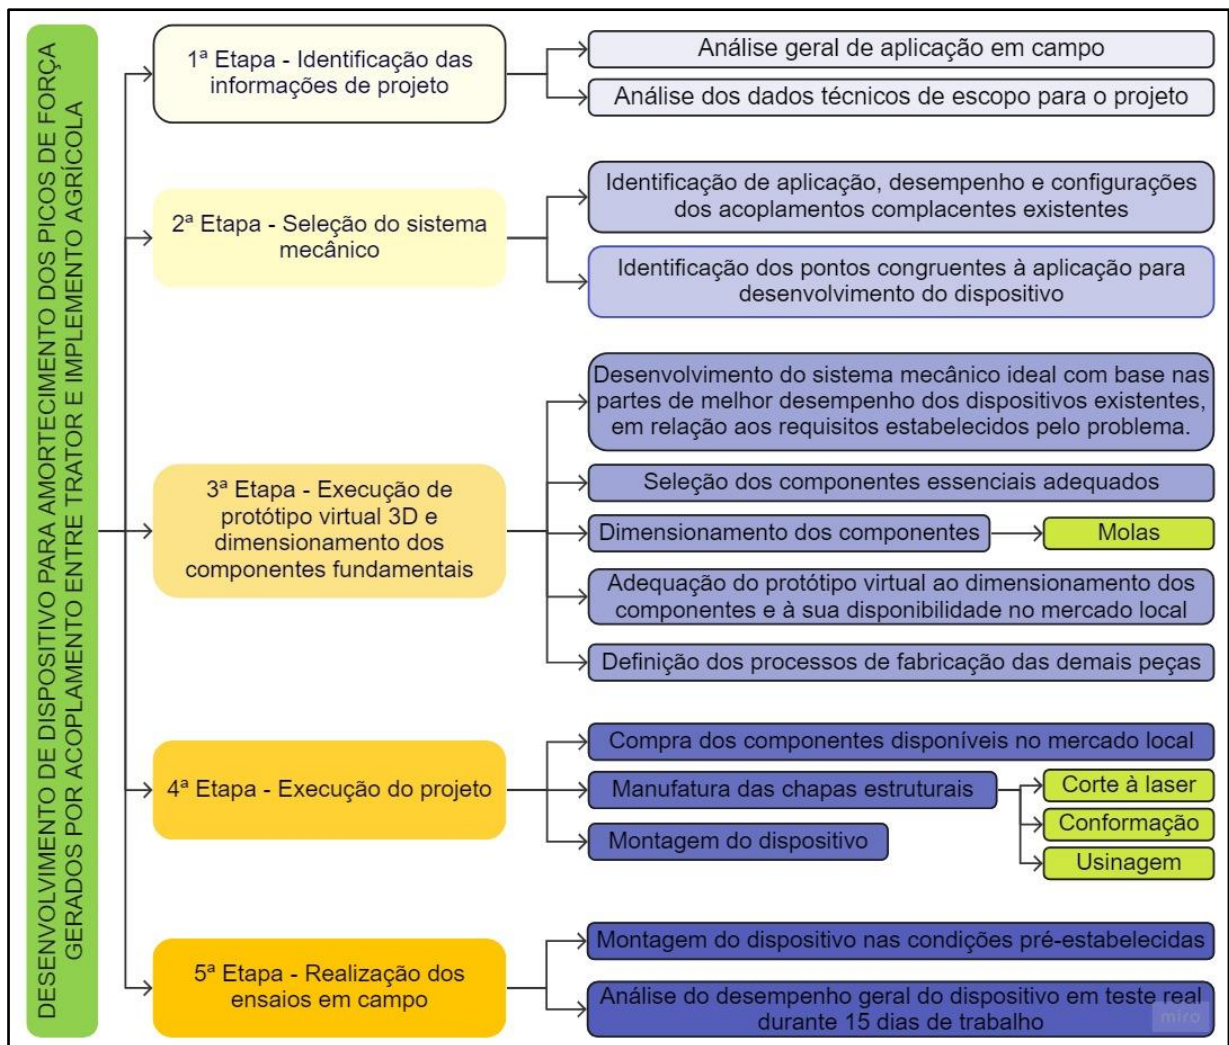 DESENVOLVIMENTO DE DISPOSITIVO PARA AMORTECIMENTO DOS PICOS DE FORÇA
GERADOS POR ACOPLAMENTO ENTRE TRATOR E IMPLEMENTO AGRÍCOLA
1ª Etapa - Identificação das
informações de projeto
Análise geral de aplicação em campo
Análise dos dados técnicos de escopo para o projeto
2ª Etapa - Seleção do sistema
mecânico
Identificação de aplicação, desempenho e configurações
dos acoplamentos complacentes existentes
Identificação dos pontos congruentes à aplicação para
desenvolvimento do dispositivo
3ª Etapa - Execução de
protótipo virtual 3D e
dimensionamento dos
componentes fundamentais
Desenvolvimento do sistema mecânico ideal com base nas
partes de melhor desempenho dos dispositivos existentes,
em relação aos requisitos estabelecidos pelo problema.
Seleção dos componentes essenciais adequados
Dimensionamento dos componentes
Molas
Adequação do protótipo virtual ao dimensionamento dos
componentes e à sua disponibilidade no mercado local
Definição dos processos de fabricação das demais peças
4ª Etapa - Execução do projeto
Compra dos componentes disponíveis no mercado local
Manufatura das chapas estruturais
Corte à laser
Conformação
Usinagem
Montagem do dispositivo
5ª Etapa - Realização dos
ensaios em campo
Montagem do dispositivo nas condições pré-estabelecidas
Análise do desempenho geral do dispositivo em teste real
durante 15 dias de trabalho
miro